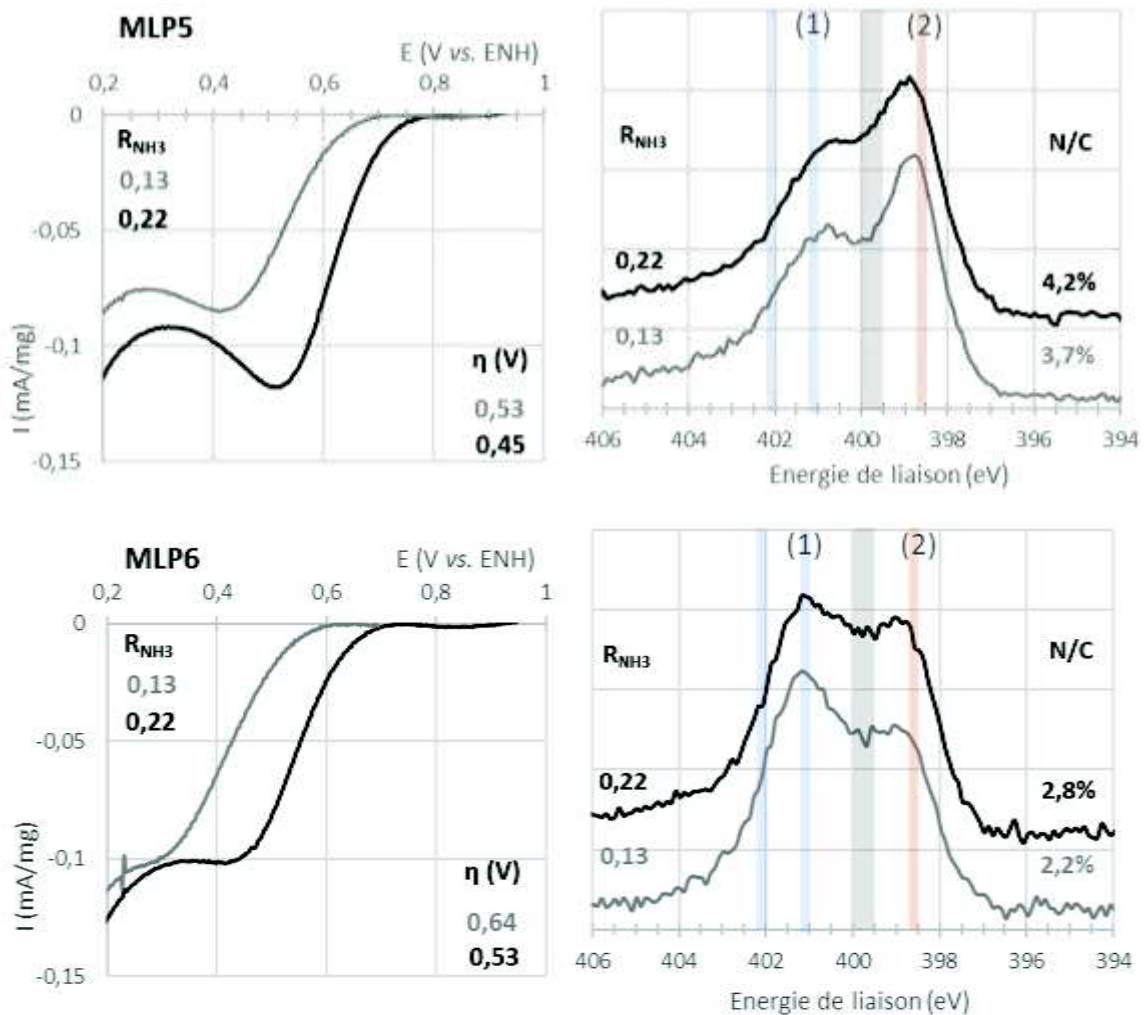 MLP5
E (V vs. ENH)
0,2 0,4 0,6 0,8 1
0
-0,05
-0,1
-0,15
I (mA/mg)
R_NH3
0,13
0,22
η (V)
0,53
0,45
(1) (2)
R_NH3 N/C
0,22 4,2%
0,13 3,7%
406 404 402 400 398 396 394
Energie de liaison (eV)
MLP6
E (V vs. ENH)
0,2 0,4 0,6 0,8 1
0
-0,05
-0,1
-0,15
I (mA/mg)
R_NH3
0,13
0,22
η (V)
0,64
0,53
(1) (2)
R_NH3 N/C
0,22 2,8%
0,13 2,2%
406 404 402 400 398 396 394
Energie de liaison (eV)